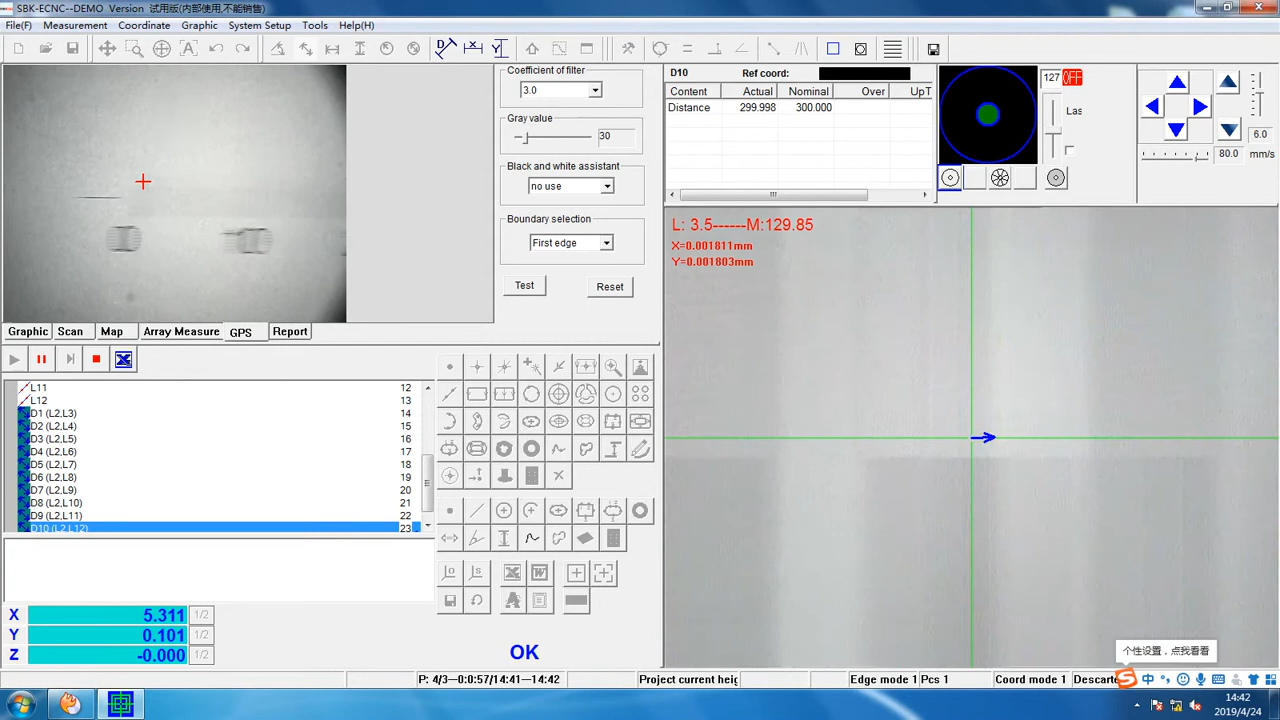 SBK-ECNC--DEMO Version 试用版(内部使用,不能销售)
File(F) Measurement Coordinate Graphic System Set Tools Help(H)
Coefficient of filter
3.0
Gray value
30
Black and white assistant
no use
Boundary selection
First edge
Test Reset
D10 Ref coord:
Content Actual Nominal Over UpT
Distance 299.998 300.000
127 OFF
Las
6.0
80.0 mm/s
L: 3.5------M:129.85
X=0.001811mm
Y=0.001803mm
Graphic Scan Map Array Measure GPS Report
L11 12
L12 13
D1 (L2,L3) 14
D2 (L2,L4) 15
D3 (L2,L5) 16
D4 (L2,L6) 17
D5 (L2,L7) 18
D6 (L2,L8) 19
D7 (L2,L9) 20
D8 (L2,L10) 21
D9 (L2,L11) 22
D10 (L2,L12) 23
X 5.311 1/2
Y 0.101 1/2
Z -0.000 1/2
OK
个性设置，点我看看
4/3--0:0:57/14:41--14:42 Project current heig Edge mode 1 Pcs 1 Coord mode 1 Descarte
中
14:42
2019/4/24